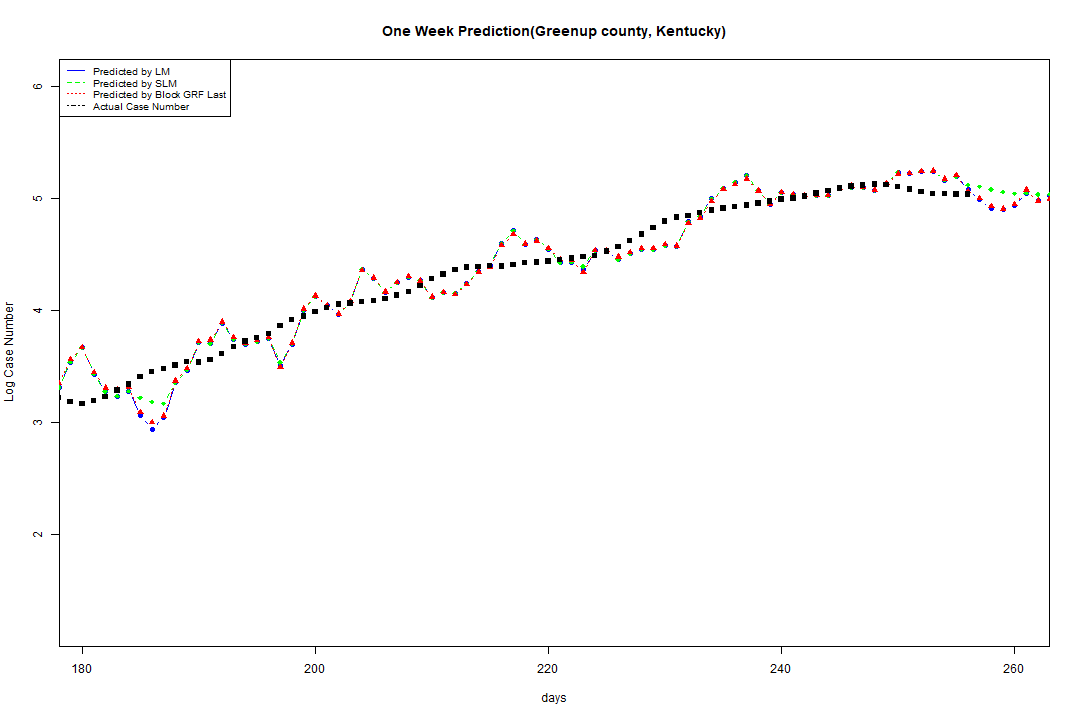 One Week Prediction(Greenup county, Kentucky)
Predicted by LM
Predicted by SLM
Predicted by Block GRF Last
Actual Case Number
6
5
4
3
2
Log Case Number
180 200 220 240 260
days